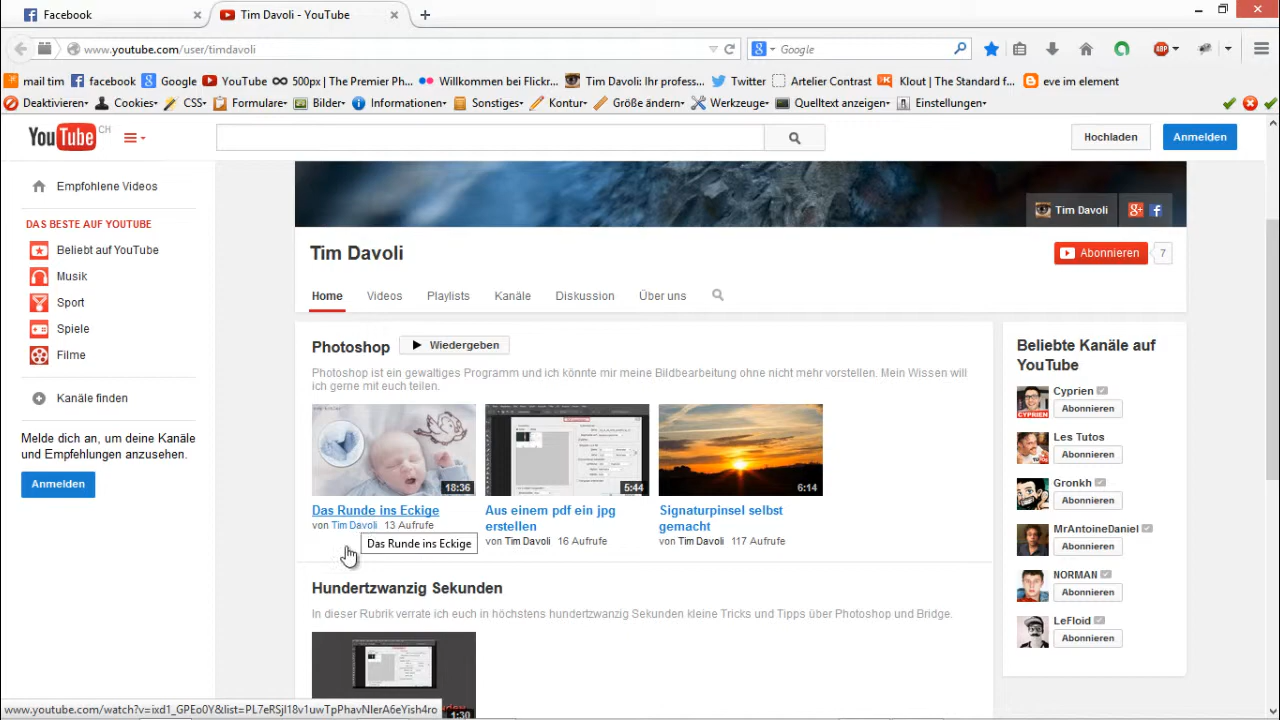 Facebook
Tim Davoli - YouTube
www.youtube.com/user/timdavoli
Google
mail tim
facebook
Google
YouTube
500px | The Premier Ph...
Willkommen bei Flickr...
Tim Davoli: Ihr profess...
Twitter
Artelier Contrast
Klout | The Standard f...
eve im element
Deaktivieren
Cookies
CSS
Formulare
Bilder
Informationen
Sonstiges
Kontur
Größe ändern
Werkzeuge
Quelltext anzeigen
Einstellungen
YouTube CH
Hochladen
Anmelden
Empfohlene Videos
DAS BESTE AUF YOUTUBE
Beliebt auf YouTube
Musik
Sport
Spiele
Filme
Kanäle finden
Melde dich an, um deine Kanäle
und Empfehlungen anzusehen.
Anmelden
Tim Davoli
Tim Davoli
Abonnieren
7
Home
Videos
Playlists
Kanäle
Diskussion
Über uns
Photoshop
Wiedergeben
Photoshop ist ein gewaltiges Programm und ich könnte mir meine Bildbearbeitung ohne nicht mehr vorstellen. Mein Wissen will
ich gerne mit euch teilen.
18:36
5:44
6:14
Das Runde ins Eckige
von Tim Davoli 13 Aufrufe
Das Runde ins Eckige
Aus einem pdf ein jpg
erstellen
von Tim Davoli 16 Aufrufe
Signaturpinsel selbst
gemacht
von Tim Davoli 117 Aufrufe
Hundertzwanzig Sekunden
In dieser Rubrik verrate ich euch in höchstens hundertzwanzig Sekunden kleine Tricks und Tipps über Photoshop und Bridge.
1:30
Beliebte Kanäle auf
YouTube
Cyprien
Abonnieren
CYPRIEN
Les Tutos
Abonnieren
Gronkh
Abonnieren
MrAntoineDaniel
Abonnieren
NORMAN
Abonnieren
LeFloid
Abonnieren
www.youtube.com/watch?v=ixd1_GPEo0Y&list=PL7eRSjI18v1uwTpPhavNlerA6eYish4ro